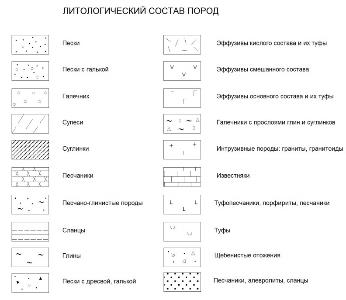 ЛИТОЛОГИЧЕСКИЙ СОСТАВ ПОРОД
Пески
Пески с галькой
Галечник
Супеси
Суглинки
Песчаники
Песчано-глинистые породы
Сланцы
Глины
Пески с дресвой, галькой
Эффузивы кислого состава и их туфы
Эффузивы смешанного состава
Эффузивы основного состава и их туфы
Галечники с прослоями глин и суглинков
Интрузивные породы: граниты, гранитоиды
Известняки
Туфопесчаники, порфириты, песчаники
Туфы
Щебенистые отложения
Песчаники, алевролиты, сланцы